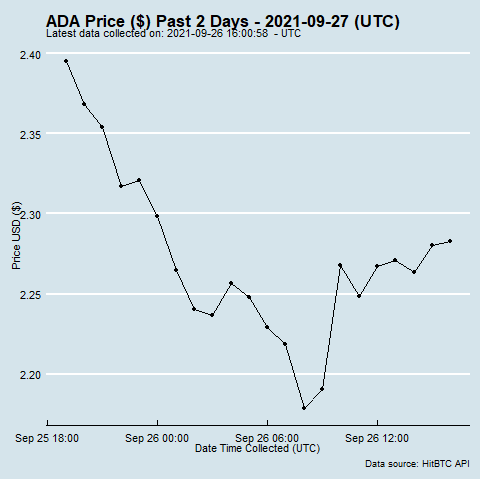 ADA Price ($) Past 2 Days - 2021-09-27 (UTC)
Latest data collected on: 2021-09-26 16:00:58 - UTC
2.40
2.35
2.30
2.25
2.20
Price USD ($)
Sep 25 18:00 Sep 26 00:00 Sep 26 06:00 Sep 26 12:00
Date Time Collected (UTC)
Data source: HitBTC API